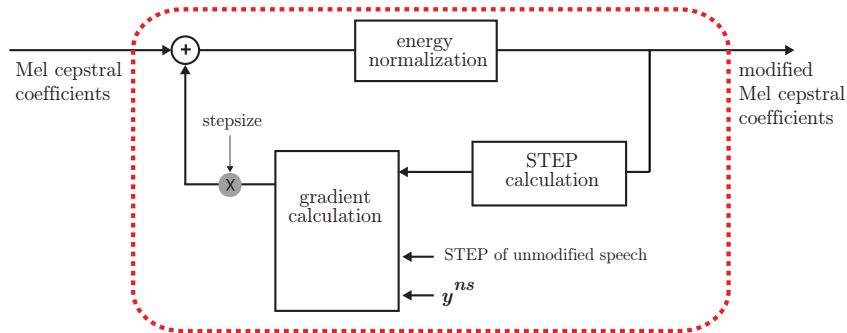 energy
normalization
+
Mel cepstral
coefficients
modified
Mel cepstral
coefficients
stepsize
STEP
calculation
X
gradient
calculation
STEP of unmodified speech
y^ns